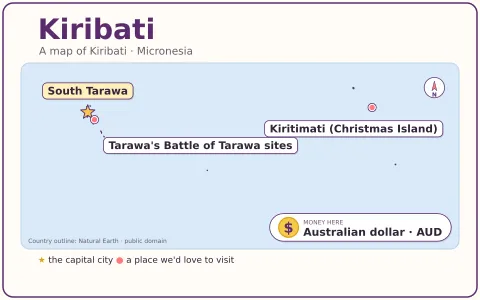 Kiribati
A map of Kiribati · Micronesia
South Tarawa
N
Kiritimati (Christmas Island)
Tarawa's Battle of Tarawa sites
$
MONEY HERE
Australian dollar · AUD
Country outline: Natural Earth · public domain
★ the capital city ● a place we'd love to visit